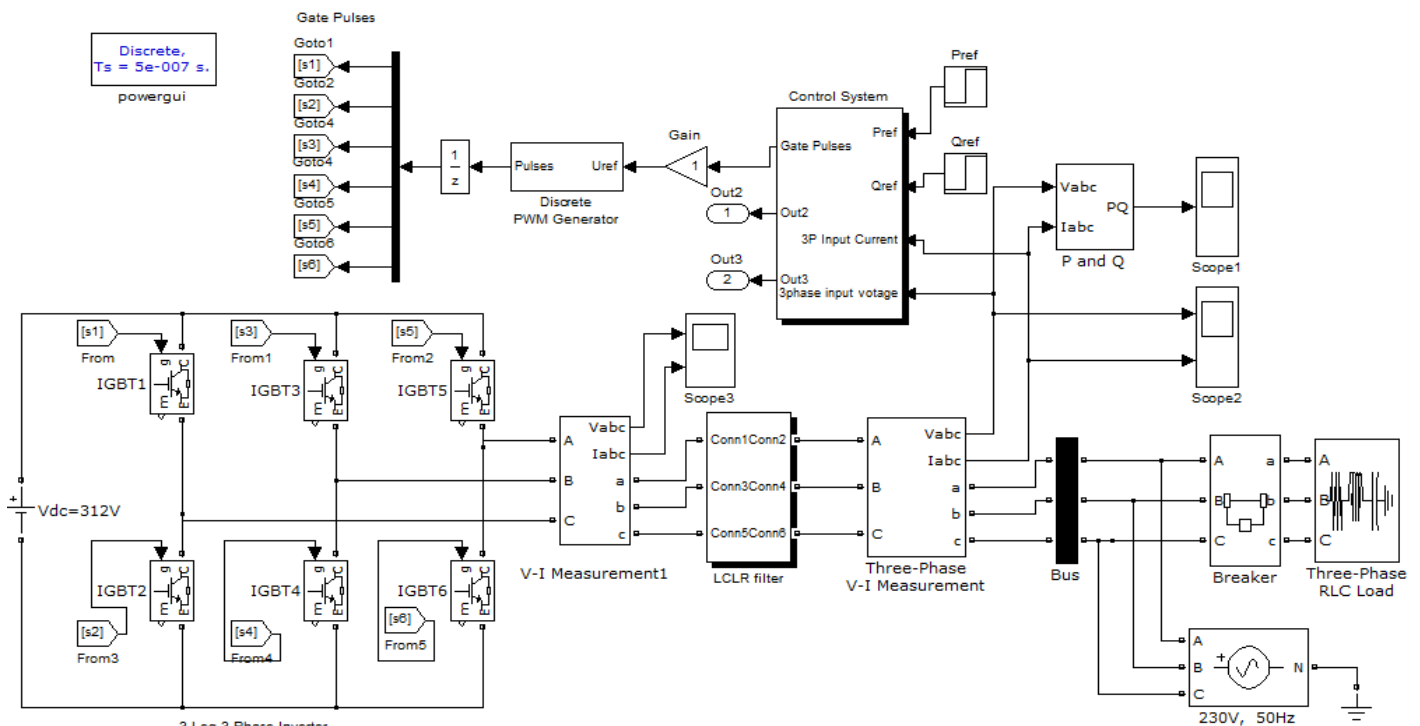 Gate Pulses
Discrete,
Ts = 5e-007 s.
powergui
Goto1
[s1]
Goto2
[s2]
Goto4
[s3]
Goto4
[s4]
Goto5
[s5]
Goto6
[s6]
1
z
Pulses
Uref
Discrete
PWM Generator
Gain
1
Control System
Pref
Gate Pulses
Qref
Out2
3P Input Current
Out3
3phase input votage
Out2
1
Out3
2
Pref
Qref
Vabc
Iabc
PQ
P and Q
Scope1
Scope2
Scope3
[s1]
From
[s3]
From1
[s5]
From2
g
C
m
E
IGBT1
g
C
m
E
IGBT3
g
C
m
E
IGBT5
Vdc=312V
g
C
m
E
IGBT2
g
C
m
E
IGBT4
g
C
m
E
IGBT6
[s2]
From3
[s4]
From4
[s6]
From5
A
B
C
Vabc
Iabc
a
b
c
V-I Measurement1
Conn1Conn2
Conn3Conn4
Conn5Conn6
LCLR filter
A
B
C
Vabc
Iabc
a
b
c
Three-Phase
V-I Measurement
Bus
A
B
C
a
b
c
Breaker
A
B
C
Three-Phase
RLC Load
A
B
C
+
N
230V, 50Hz
3 Leg 3 Phase Inverter